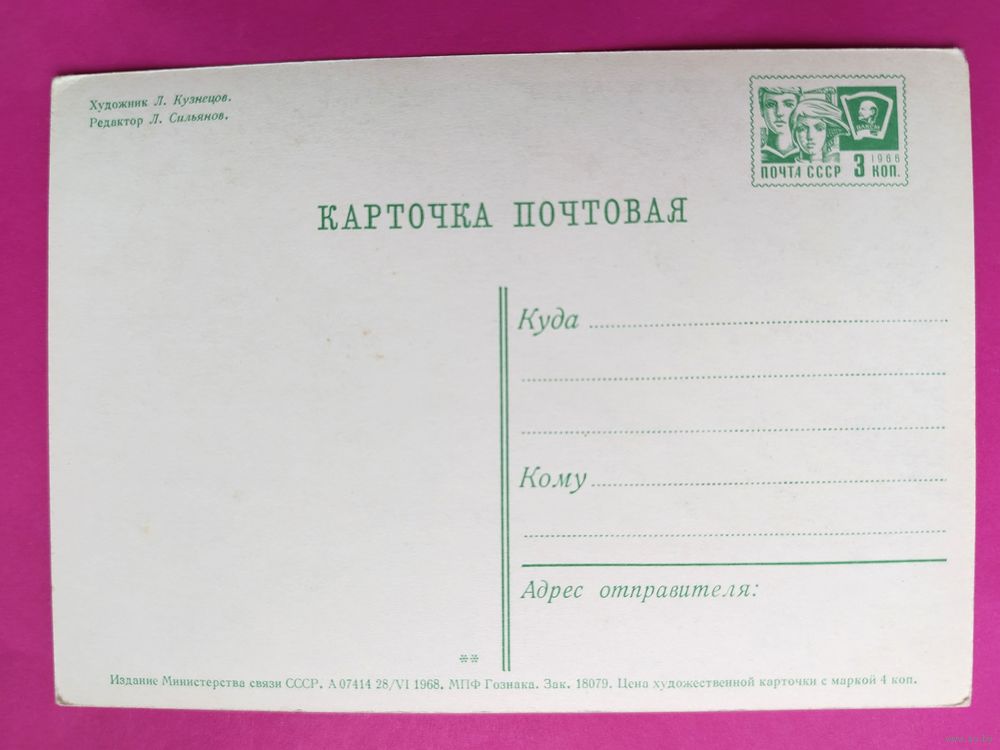 Художник Л. Кузнецов.
Редактор Л. Сильянов.
ВЛКСМ
1966
ПОЧТА СССР 3 КОП.
КАРТОЧКА ПОЧТОВАЯ
Куда
Кому
Адрес отправителя:
**
Издание Министерства связи СССР. А 07414 28/VI 1968. МПФ Гознака. Зак. 18079. Цена художественной карточки с маркой 4 коп.